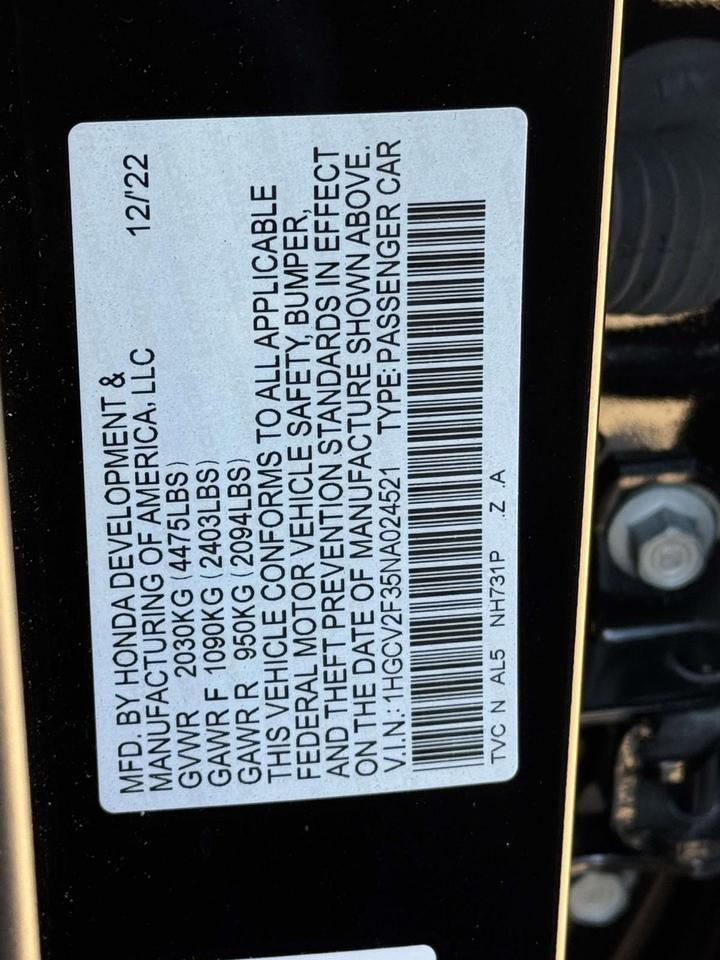 MFD. BY HONDA DEVELOPMENT &
MANUFACTURING OF AMERICA, LLC 12/'22
GVWR 2030KG (4475LBS)
GAWR F 1090KG (2403LBS)
GAWR R 950KG (2094LBS)
THIS VEHICLE CONFORMS TO ALL APPLICABLE
FEDERAL MOTOR VEHICLE SAFETY, BUMPER,
AND THEFT PREVENTION STANDARDS IN EFFECT
ON THE DATE OF MANUFACTURE SHOWN ABOVE.
V.I.N.: 1HGCV2F35NA024521 TYPE:PASSENGER CAR
TVC N AL5 NH731P .Z .A